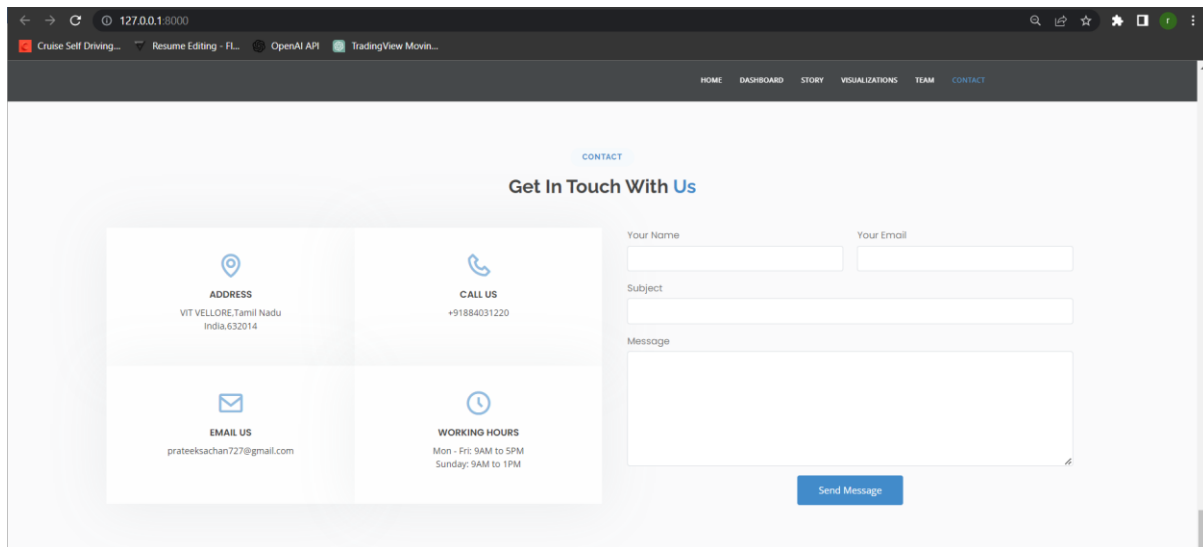 127.0.0.1:8000
r
Cruise Self Driving...
Resume Editing - Fl...
OpenAI API
TradingView Movin...
HOME DASHBOARD STORY VISUALIZATIONS TEAM CONTACT
CONTACT
Get In Touch With Us
ADDRESS
VIT VELLORE,Tamil Nadu
India,632014
CALL US
+91884031220
EMAIL US
prateeksachan727@gmail.com
WORKING HOURS
Mon - Fri: 9AM to 5PM
Sunday: 9AM to 1PM
Your Name
Your Email
Subject
Message
Send Message